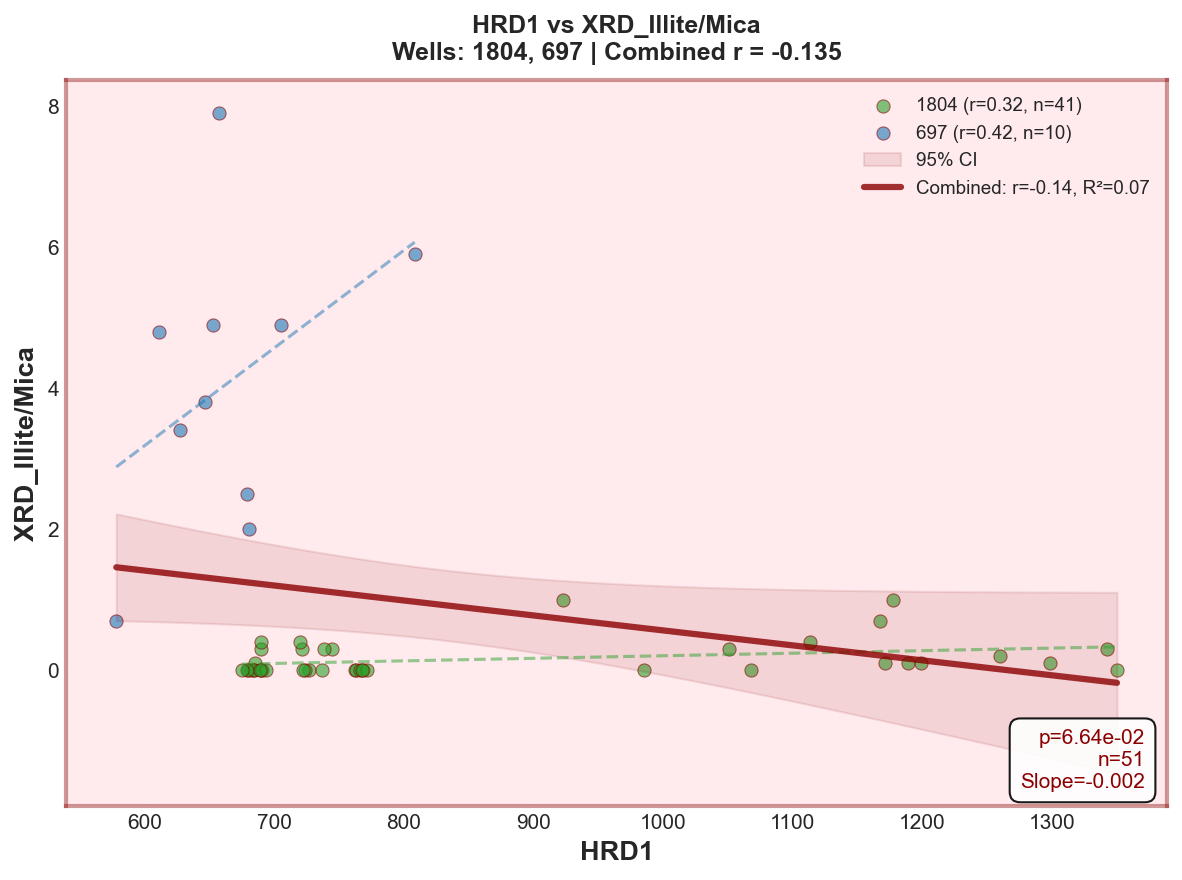 HRD1 vs XRD_Illite/Mica
Wells: 1804, 697 | Combined r = -0.135
1804 (r=0.32, n=41)
697 (r=0.42, n=10)
95% CI
Combined: r=-0.14, R²=0.07
XRD_Illite/Mica
8
6
4
2
0
p=6.64e-02
n=51
Slope=-0.002
600 700 800 900 1000 1100 1200 1300
HRD1